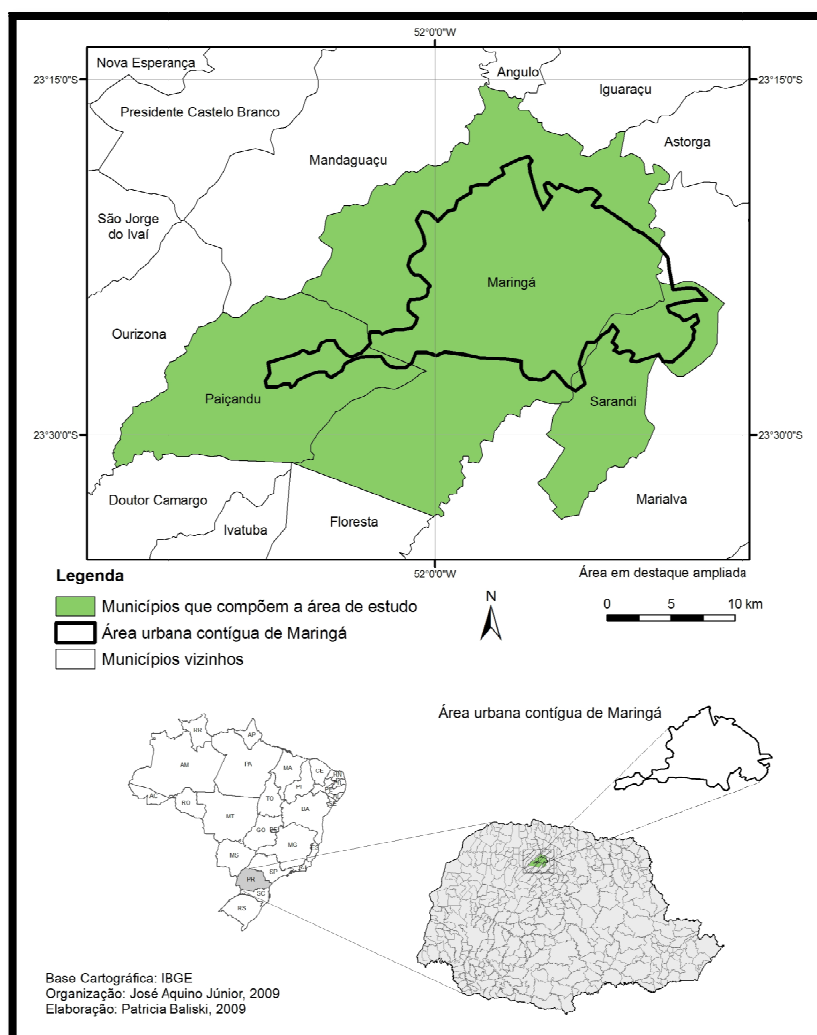 52°0'0"W
Nova Esperança
Angulo
23°15'0"S
23°15'0"S
Iguaraçu
Presidente Castelo Branco
Astorga
Mandaguaçu
São Jorge
do Ivaí
Maringá
Ourizona
Paiçandu
Sarandi
23°30'0"S
23°30'0"S
Doutor Camargo
Marialva
Floresta
Ivatuba
52°0'0"W
Área em destaque ampliada
Legenda
Municípios que compõem a área de estudo
Área urbana contígua de Maringá
Municípios vizinhos
N
0 5 10 km
Área urbana contígua de Maringá
RR
AP
AM
PA
MA
CE
RN
PI
AC
TO
RO
BA
MT
GO
MG
ES
MS
SP
PR
SC
RS
Base Cartográfica: IBGE
Organização: José Aquino Júnior, 2009
Elaboração: Patricia Baliski, 2009